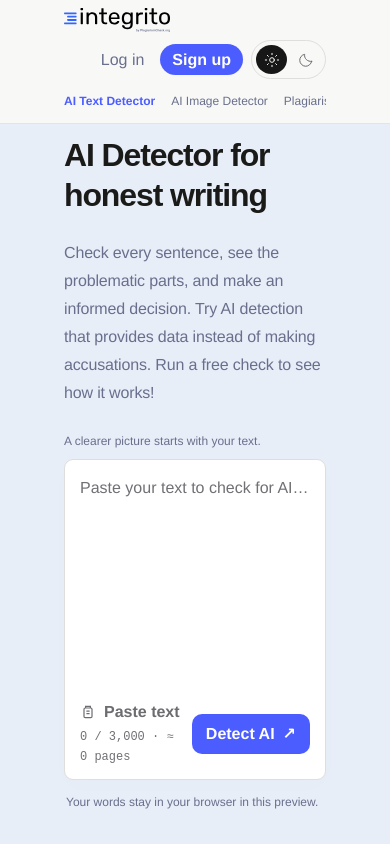 integrito
by PlagiarismCheck.org
Log in
Sign up
AI Text Detector
AI Image Detector
Plagiaris
AI Detector for
honest writing
Check every sentence, see the
problematic parts, and make an
informed decision. Try AI detection
that provides data instead of making
accusations. Run a free check to see
how it works!
A clearer picture starts with your text.
Paste your text to check for AI…
Paste text
0 / 3,000 · ≈
0 pages
Detect AI ↗
Your words stay in your browser in this preview.